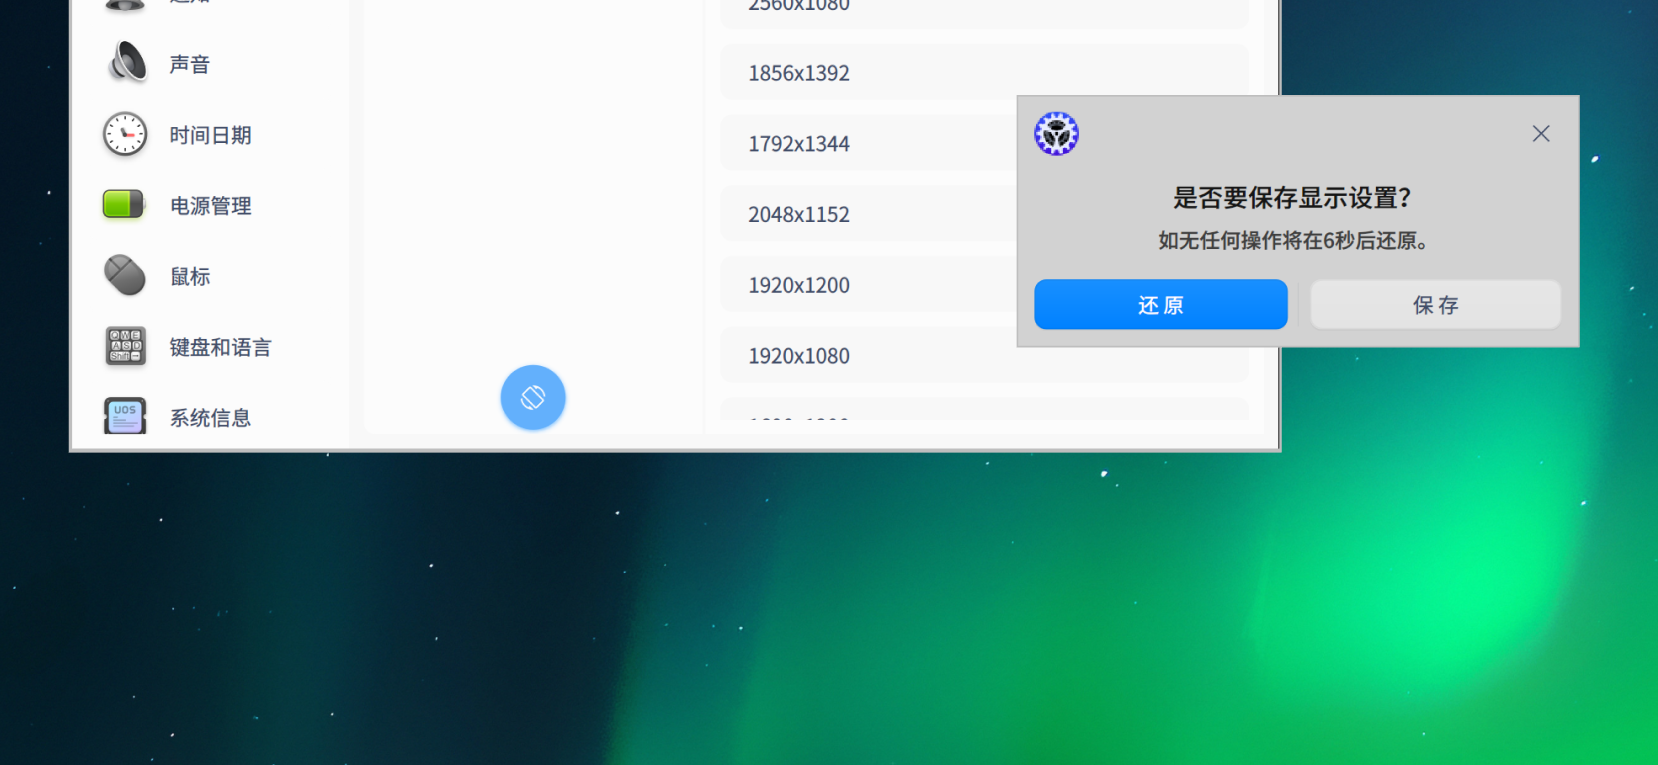 2560x1080
声音
1856x1392
时间日期
1792x1344
电源管理
2048x1152
鼠标
1920x1200
键盘和语言
1920x1080
系统信息
UOS
是否要保存显示设置?
如无任何操作将在6秒后还原。
还原
保存